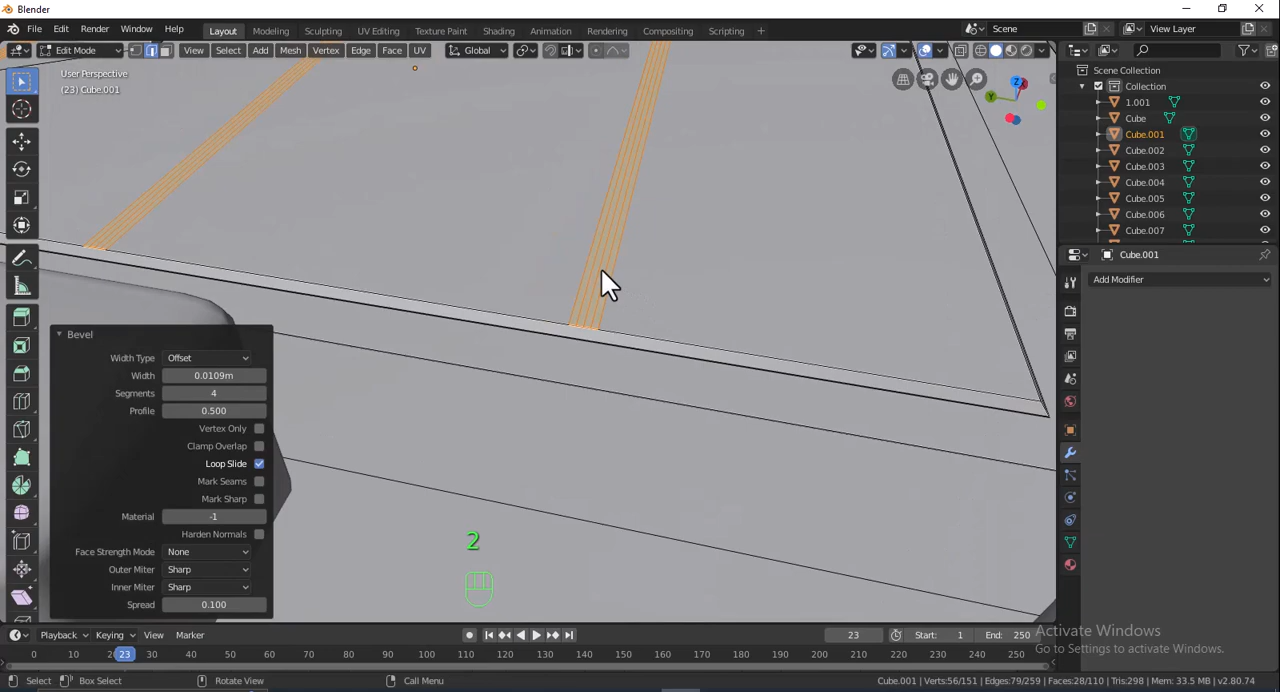 Blender
File Edit Render Window Help Layout Modeling Sculpting UV Editing Texture Paint Shading Animation Rendering Compositing Scripting + Scene View Layer
Edit Mode View Select Add Mesh Vertex Edge Face UV Global
User Perspective
(23) Cube.001
Z
Y
Scene Collection
Collection
1.001
Cube
Cube.001
Cube.002
Cube.003
Cube.004
Cube.005
Cube.006
Cube.007
Cube.001
Add Modifier
Bevel
Width Type Offset
Width 0.0109m
Segments 4
Profile 0.500
Vertex Only
Clamp Overlap
Loop Slide
Mark Seams
Mark Sharp
Material -1
Harden Normals
Face Strength Mode None
Outer Miter Sharp
Inner Miter Sharp
Spread 0.100
2
Activate Windows
Go to Settings to activate Windows.
Playback Keying View Marker 23 Start: 1 End: 250
0 10 23 30 40 50 60 70 80 90 100 110 120 130 140 150 160 170 180 190 200 210 220 230 240 250
Select Box Select Rotate View Call Menu Cube.001 | Verts:56/151 | Edges:79/259 | Faces:28/110 | Tris:298 | Mem: 33.5 MB | v2.80.74